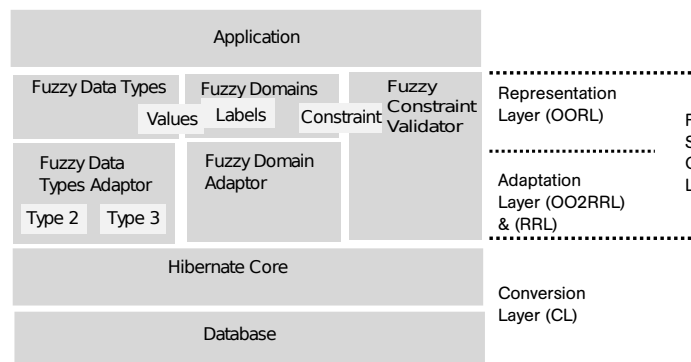 Application
Fuzzy Data Types
Fuzzy Domains
Fuzzy
Constraint
Validator
Values
Labels
Constraint
Fuzzy Data
Types Adaptor
Type 2
Type 3
Fuzzy Domain
Adaptor
Hibernate Core
Database
Representation
Layer (OORL)
Adaptation
Layer (OO2RRL)
& (RRL)
Conversion
Layer (CL)